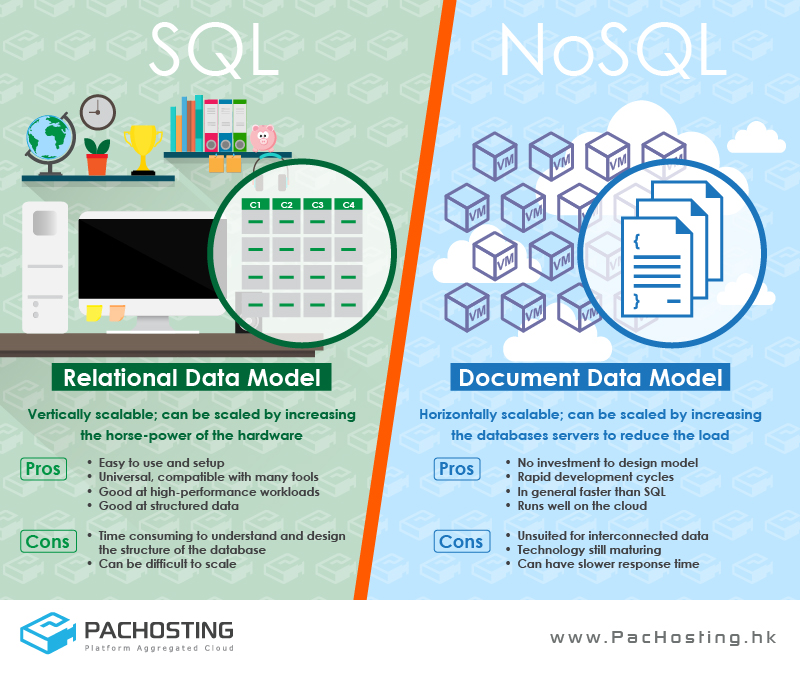 SQL
NoSQL
C1 C2 C3 C4
VM VM VM VM
VM VM VM
VM VM
VM VM VM
{
}
Relational Data Model
Vertically scalable; can be scaled by increasing
the horse-power of the hardware
Pros
• Easy to use and setup
• Universal, compatible with many tools
• Good at high-performance workloads
• Good at structured data
Cons
• Time consuming to understand and design
the structure of the database
• Can be difficult to scale
Document Data Model
Horizontally scalable; can be scaled by increasing
the databases servers to reduce the load
Pros
• No investment to design model
• Rapid development cycles
• In general faster than SQL
• Runs well on the cloud
Cons
• Unsuited for interconnected data
• Technology still maturing
• Can have slower response time
PACHOSTING
Platform Aggregated Cloud
www.PacHosting.hk